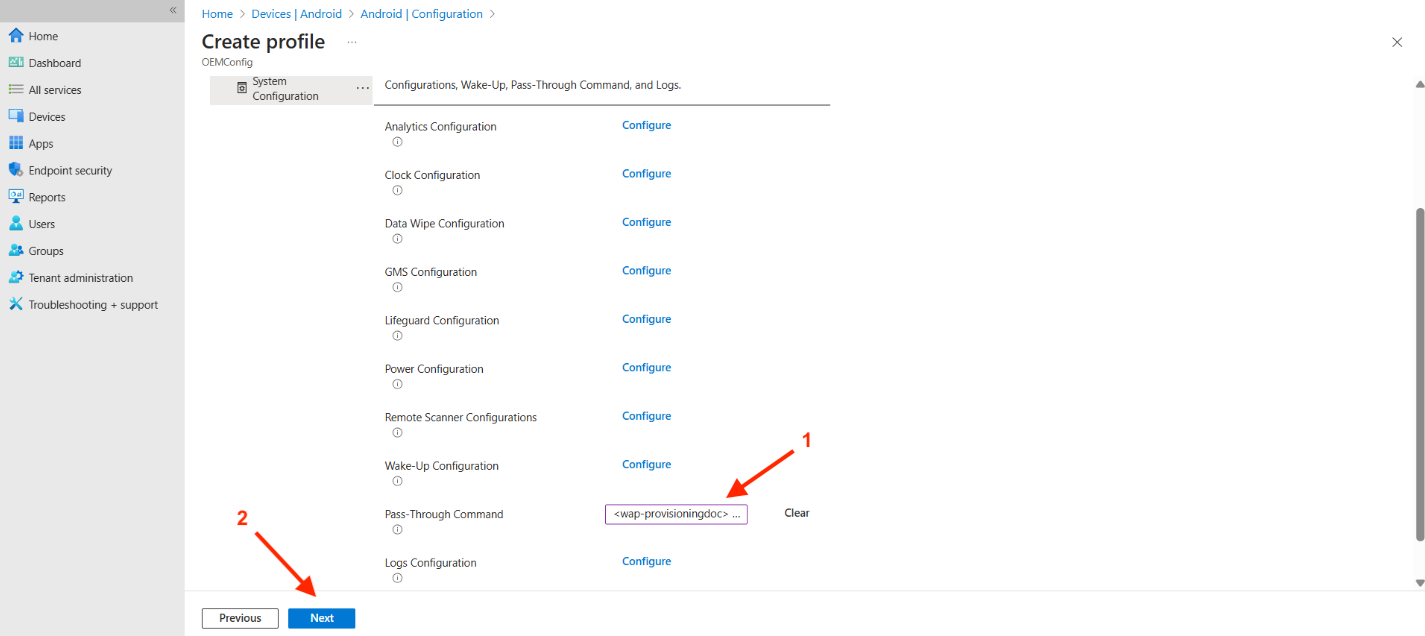 «
Home > Devices | Android > Android | Configuration >
Create profile ...
OEMConfig
Home
Dashboard
All services
Devices
Apps
Endpoint security
Reports
Users
Groups
Tenant administration
Troubleshooting + support
System
Configuration ...
Configurations, Wake-Up, Pass-Through Command, and Logs.
Analytics Configuration Configure
Clock Configuration Configure
Data Wipe Configuration Configure
GMS Configuration Configure
Lifeguard Configuration Configure
Power Configuration Configure
Remote Scanner Configurations Configure
1
Wake-Up Configuration Configure
Pass-Through Command <wap-provisioningdoc> ... Clear
2
Logs Configuration Configure
Previous Next